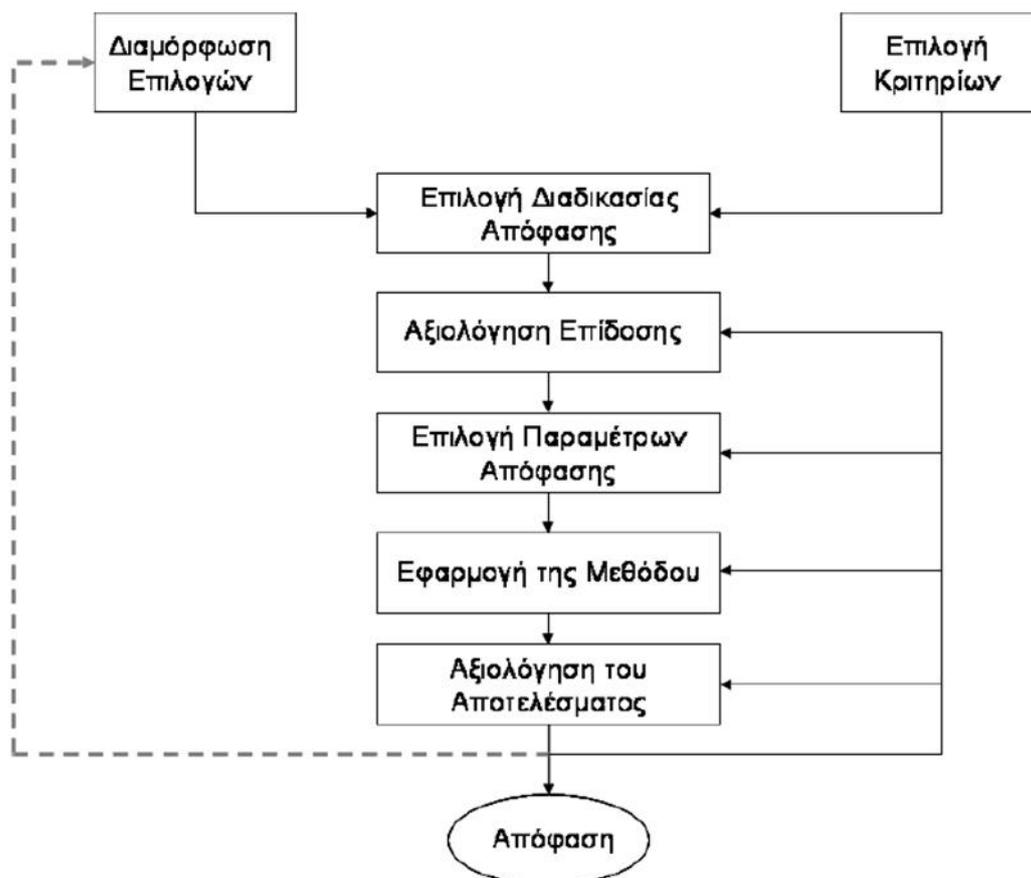 Διαμόρφωση
Επιλογών
Επιλογή
Κριτηρίων
Επιλογή Διαδικασίας
Απόφασης
Αξιολόγηση Επίδοσης
Επιλογή Παραμέτρων
Απόφασης
Εφαρμογή της Μεθόδου
Αξιολόγηση του
Αποτελέσματος
Απόφαση